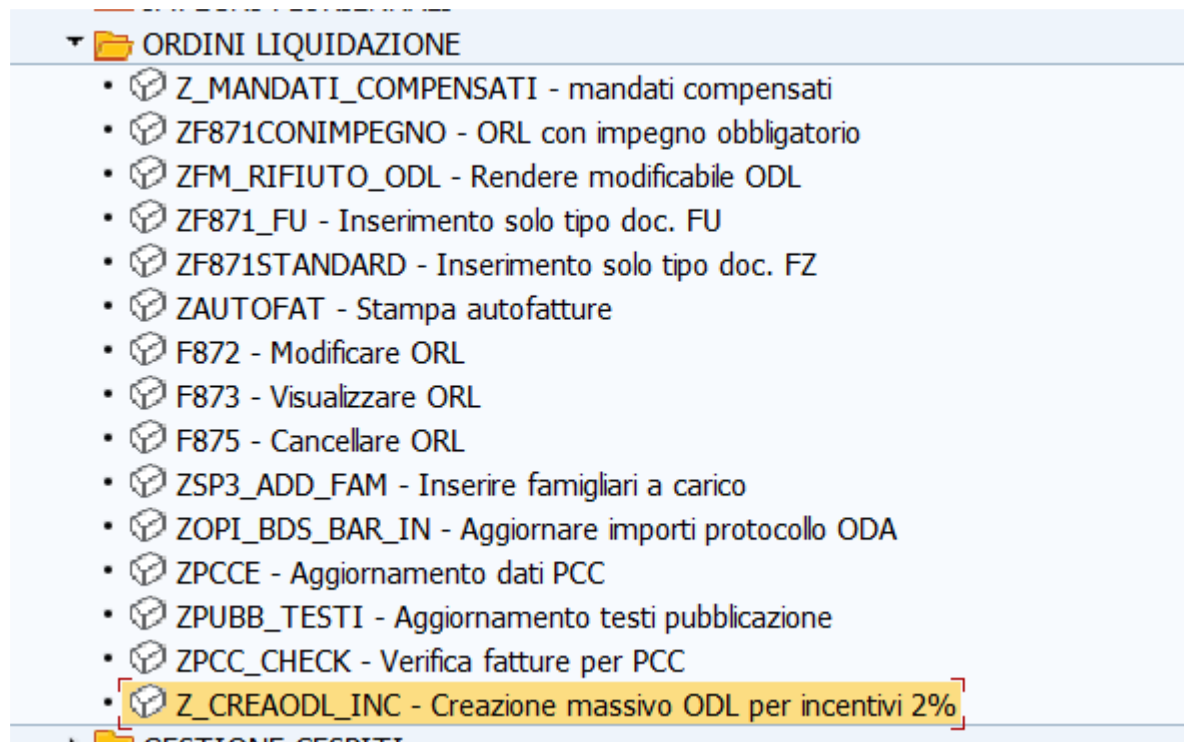 ORDINI LIQUIDAZIONE
Z_MANDATI_COMPENSATI - mandati compensati
ZF871CONIMPEGNO - ORL con impegno obbligatorio
ZFM_RIFIUTO_ODL - Rendere modificabile ODL
ZF871_FU - Inserimento solo tipo doc. FU
ZF871STANDARD - Inserimento solo tipo doc. FZ
ZAUTOFAT - Stampa autofatture
F872 - Modificare ORL
F873 - Visualizzare ORL
F875 - Cancellare ORL
ZSP3_ADD_FAM - Inserire famigliari a carico
ZOPI_BDS_BAR_IN - Aggiornare importi protocollo ODA
ZPCCE - Aggiornamento dati PCC
ZPUBB_TESTI - Aggiornamento testi pubblicazione
ZPCC_CHECK - Verifica fatture per PCC
Z_CREAODL_INC - Creazione massivo ODL per incentivi 2%
GESTIONE CESPITI